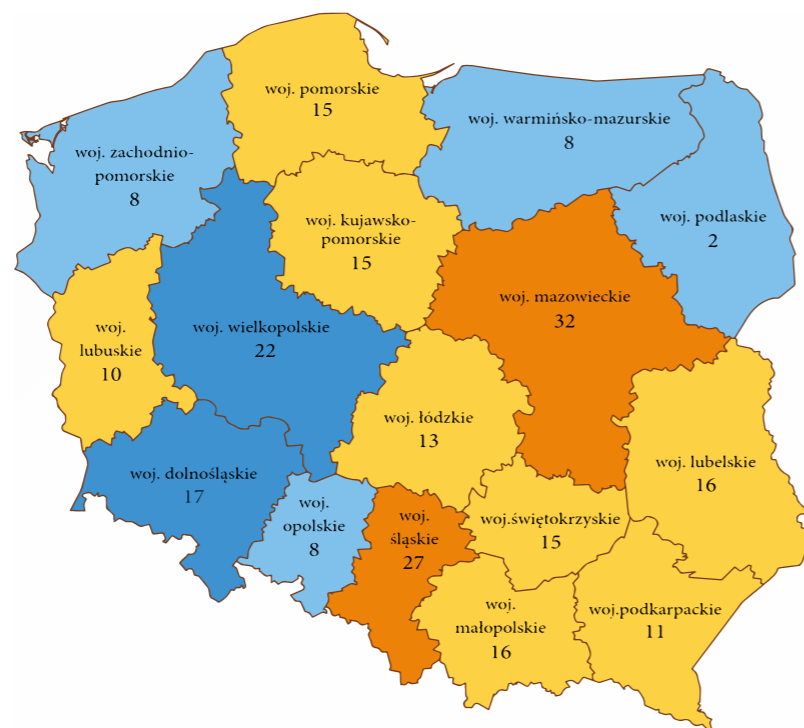 woj. pomorskie
15
woj. warmińsko-mazurskie
8
woj. zachodnio-
pomorskie
8
woj. podlaskie
2
woj. kujawsko-
pomorskie
15
woj. mazowieckie
32
woj. wielkopolskie
22
woj.
lubuskie
10
woj. łódzkie
13
woj. lubelskie
16
woj. dolnośląskie
17
woj.
opolskie
8
woj.
śląskie
27
woj.świętokrzyskie
15
woj.
małopolskie
16
woj.podkarpackie
11